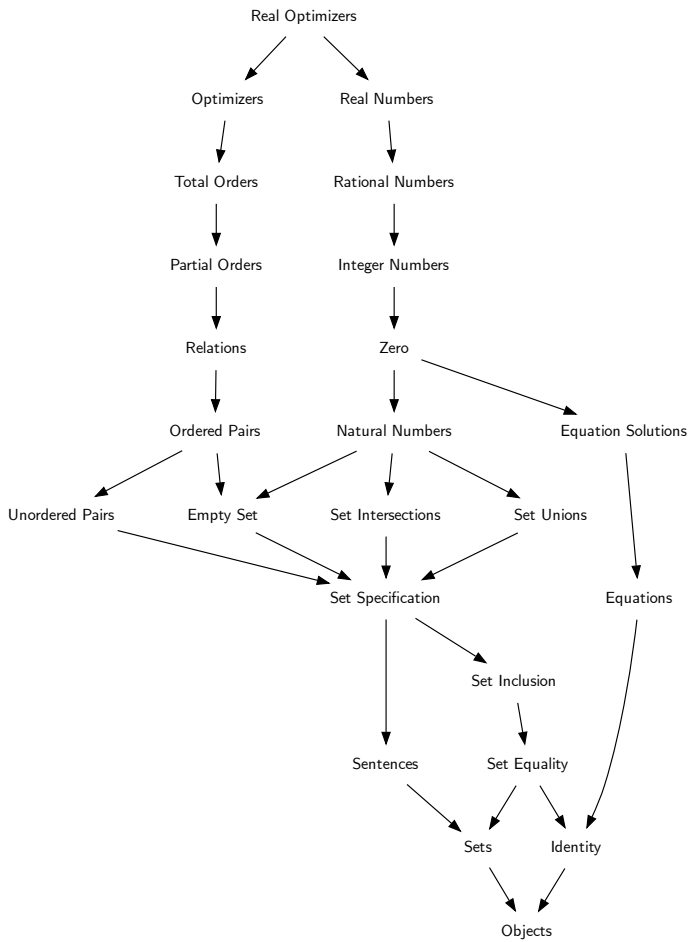 Real Optimizers
Optimizers
Real Numbers
Total Orders
Rational Numbers
Partial Orders
Integer Numbers
Relations
Zero
Ordered Pairs
Natural Numbers
Equation Solutions
Unordered Pairs
Empty Set
Set Intersections
Set Unions
Set Specification
Equations
Set Inclusion
Sentences
Set Equality
Sets
Identity
Objects